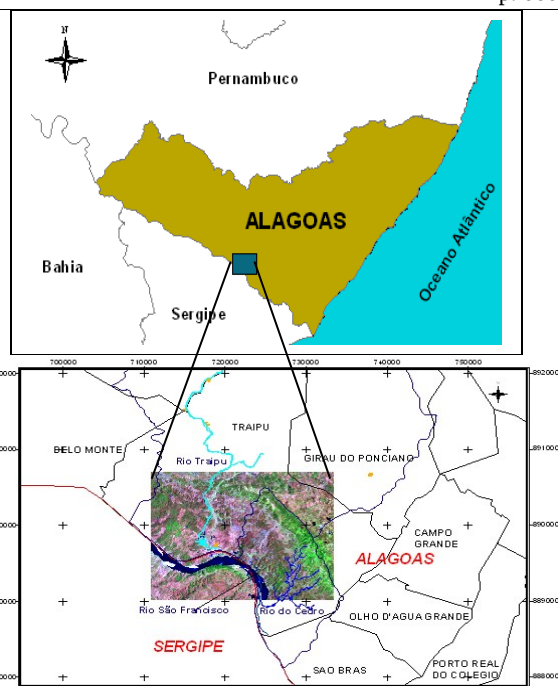 Pernambuco
ALAGOAS
Oceano Atlântico
Bahia
Sergipe
700000 710000 720000 730000 740000 750000
TRAIPU
BELO MONTE
Rio Traipu
GIRAU DO PONCIANO
CAMPO
GRANDE
ALAGOAS
Rio São Francisco
Rio do Cedro
OLHO D'AGUA GRANDE
SERGIPE
SAO BRAS
PORTO REAL
DO COLEGIO